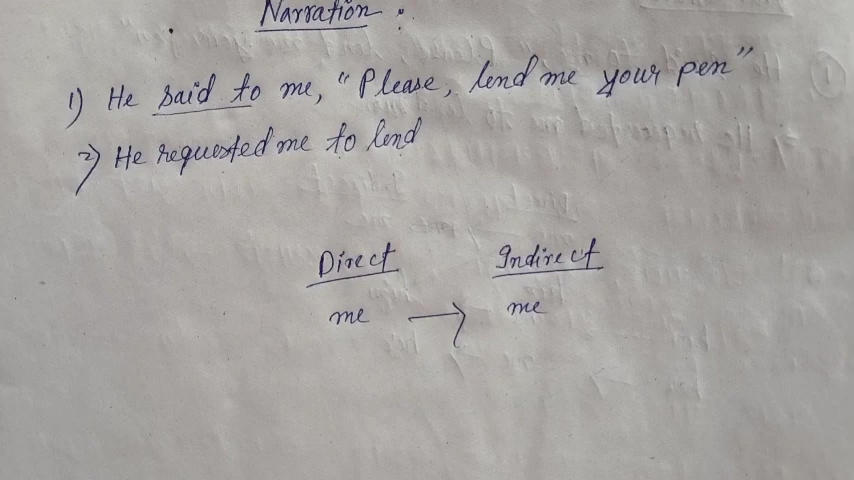 Narration :
1) He said to me, "Please, lend me your pen"
2) He requested me to lend
Direct Indirect
me → me